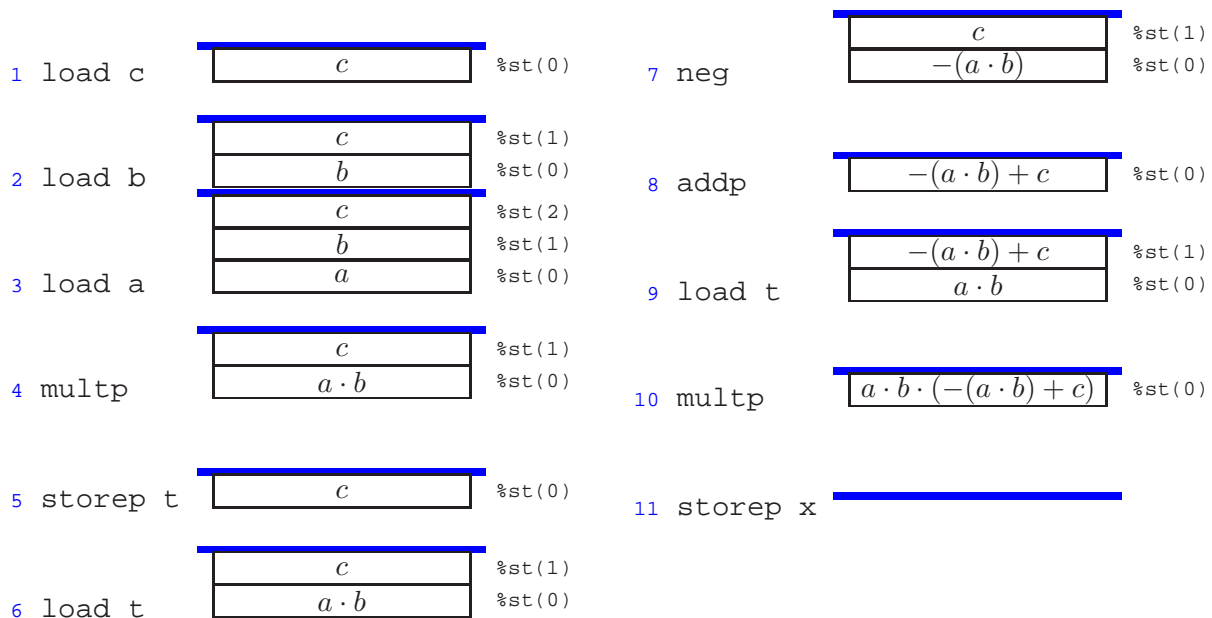 c
1 load c %st(0)
c %st(1)
2 load b b %st(0)
c %st(2)
b %st(1)
3 load a a %st(0)
c %st(1)
4 multp a · b %st(0)
5 storep t c %st(0)
c %st(1)
6 load t a · b %st(0)
c %st(1)
7 neg −(a · b) %st(0)
8 addp −(a · b) + c %st(0)
−(a · b) + c %st(1)
9 load t a · b %st(0)
10 multp a · b · (−(a · b) + c) %st(0)
11 storep x